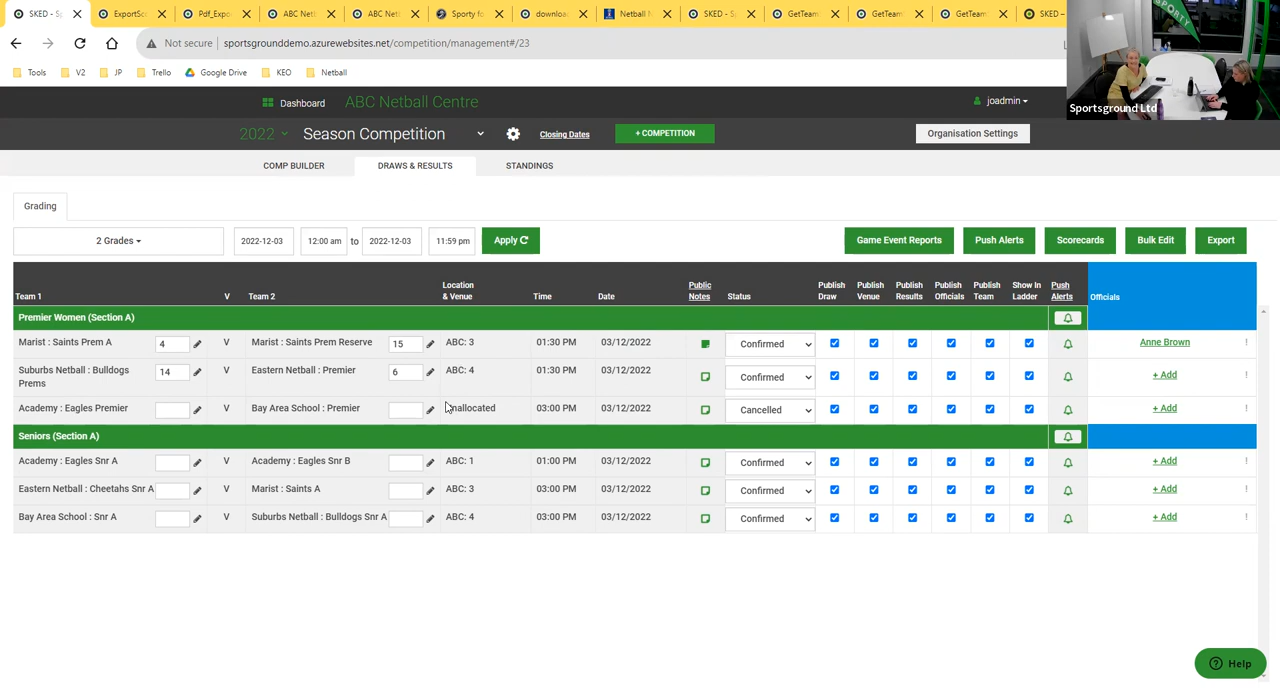 SKED - Sp
ExportSc
Pdf_Expo
ABC Net
ABC Net
Sporty fo
downloa
Netball N
SKED - S
GetTeam
GetTeam
GetTeam
SKED –
SPORTY
Not secure
sportsgrounddemo.azurewebsites.net/competition/management#/23
Tools V2 JP Trello Google Drive KEO Netball
Sportsground Ltd
Dashboard ABC Netball Centre joadmin
2022 Season Competition Closing Dates + COMPETITION Organisation Settings
COMP BUILDER DRAWS & RESULTS STANDINGS
Grading
2 Grades 2022-12-03 12:00 am to 2022-12-03 11:59 pm Apply Game Event Reports Push Alerts Scorecards Bulk Edit Export
Team 1 V Team 2 Location & Venue Time Date Public Notes Status Publish Draw Publish Venue Publish Results Publish Officials Publish Team Show In Ladder Push Alerts Officials
Premier Women (Section A)
Marist : Saints Prem A 4 V Marist : Saints Prem Reserve 15 ABC: 3 01:30 PM 03/12/2022 Confirmed Anne Brown !
Suburbs Netball : Bulldogs Prems 14 V Eastern Netball : Premier 6 ABC: 4 01:30 PM 03/12/2022 Confirmed + Add !
Academy : Eagles Premier V Bay Area School : Premier Unallocated 03:00 PM 03/12/2022 Cancelled + Add !
Seniors (Section A)
Academy : Eagles Snr A V Academy : Eagles Snr B ABC: 1 01:00 PM 03/12/2022 Confirmed + Add !
Eastern Netball : Cheetahs Snr A V Marist : Saints A ABC: 3 03:00 PM 03/12/2022 Confirmed + Add !
Bay Area School : Snr A V Suburbs Netball : Bulldogs Snr A ABC: 4 03:00 PM 03/12/2022 Confirmed + Add !
Help